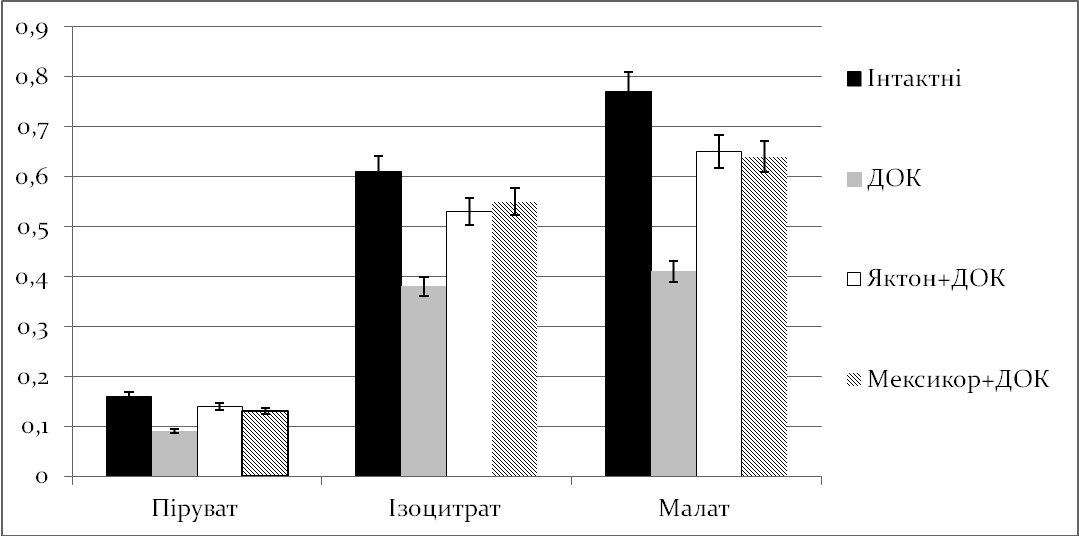 0,9
0,8
0,7
0,6
0,5
0,4
0,3
0,2
0,1
0
Піруват
Ізоцитрат
Малат
Інтактні
ДОК
Яктон+ДОК
Мексикор+ДОК